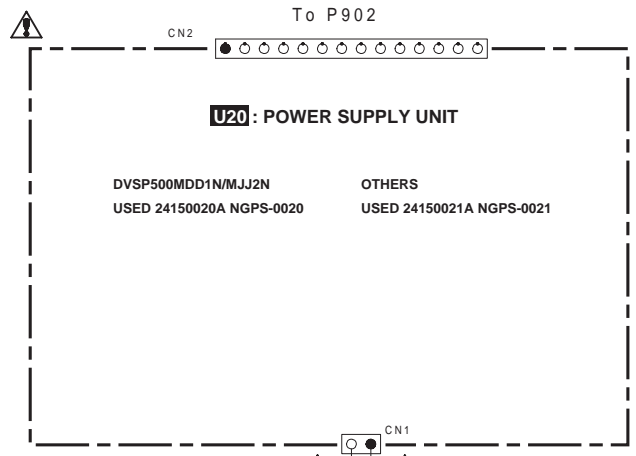 To P902
CN2
U20 : POWER SUPPLY UNIT
DVSP500MDD1N/MJJ2N OTHERS
USED 24150020A NGPS-0020 USED 24150021A NGPS-0021
CN1